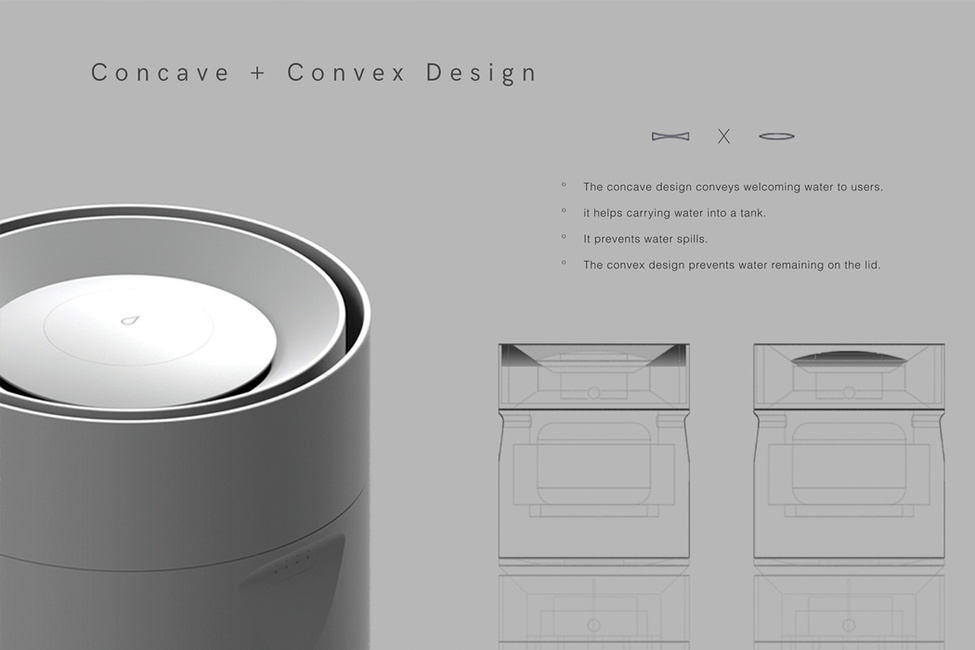 Concave + Convex Design
X
The concave design conveys welcoming water to users.
it helps carrying water into a tank.
It prevents water spills.
The convex design prevents water remaining on the lid.